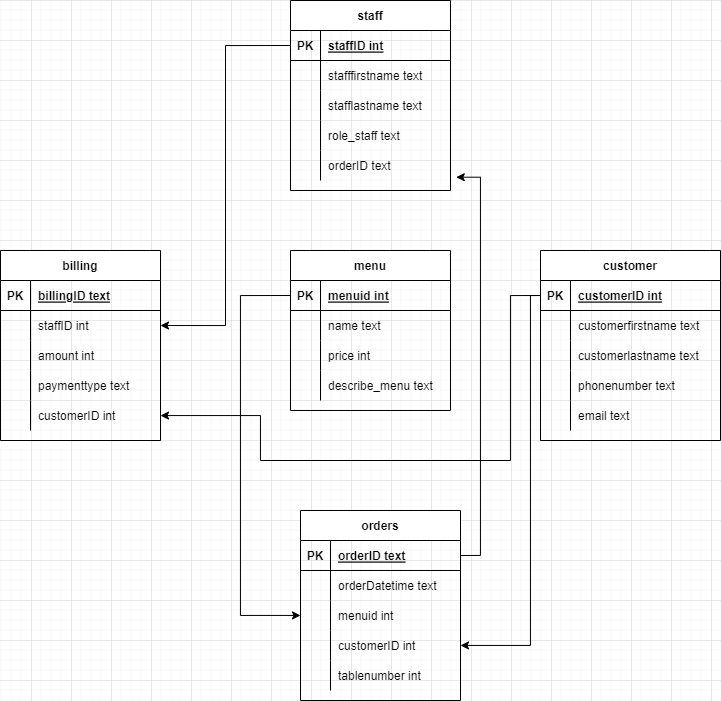 staff
PK staffID int
stafffirstname text
stafflastname text
role_staff text
orderID text
billing
PK billingID text
staffID int
amount int
paymenttype text
customerID int
menu
PK menuid int
name text
price int
describe_menu text
customer
PK customerID int
customerfirstname text
customerlastname text
phonenumber text
email text
orders
PK orderID text
orderDatetime text
menuid int
customerID int
tablenumber int